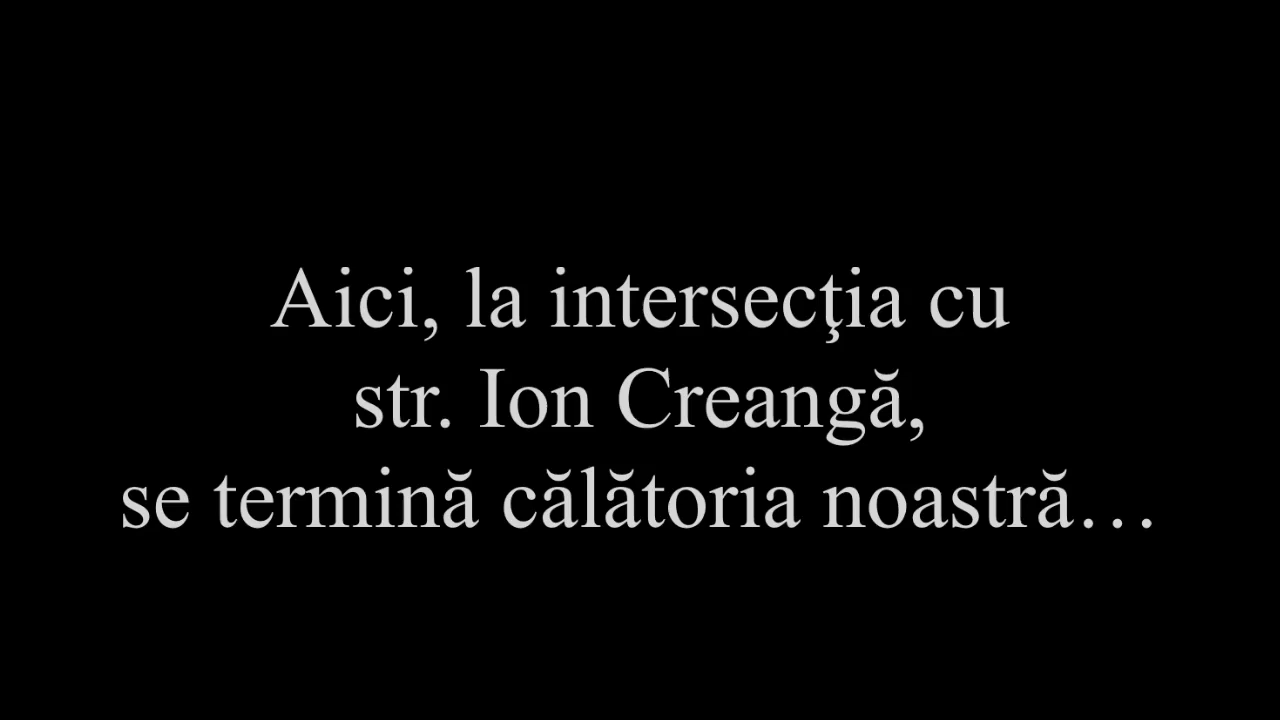 Aici, la intersecţia cu
str. Ion Creangă,
se termină călătoria noastră…